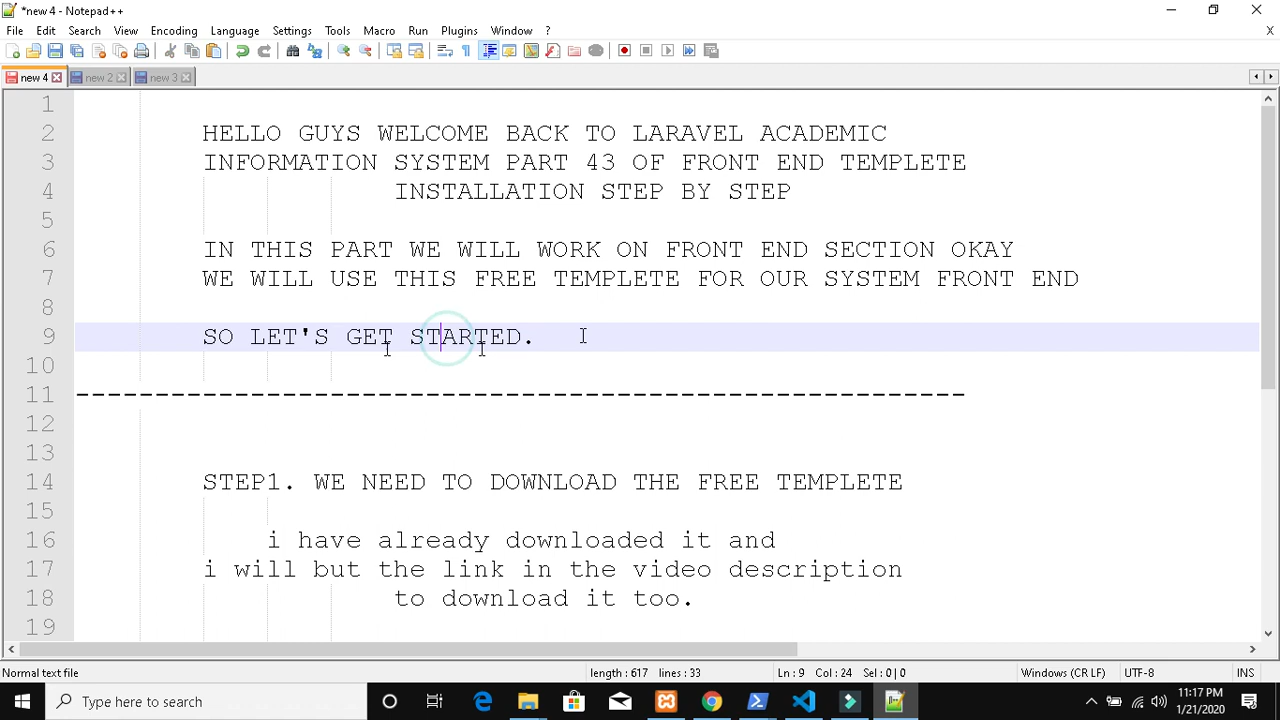 *new 4 - Notepad++
File Edit Search View Encoding Language Settings Tools Macro Run Plugins Window ? X
new 4 new 2 new 3
1
2 HELLO GUYS WELCOME BACK TO LARAVEL ACADEMIC
3 INFORMATION SYSTEM PART 43 OF FRONT END TEMPLETE
4 INSTALLATION STEP BY STEP
5
6 IN THIS PART WE WILL WORK ON FRONT END SECTION OKAY
7 WE WILL USE THIS FREE TEMPLETE FOR OUR SYSTEM FRONT END
8
9 SO LET'S GET STARTED.
10
11 --------------------------------------------------------
12
13
14 STEP1. WE NEED TO DOWNLOAD THE FREE TEMPLETE
15
16 i have already downloaded it and
17 i will but the link in the video description
18 to download it too.
19
Normal text file length : 617 lines : 33 Ln : 9 Col : 24 Sel : 0 | 0 Windows (CR LF) UTF-8 INS
Type here to search
11:17 PM
1/21/2020